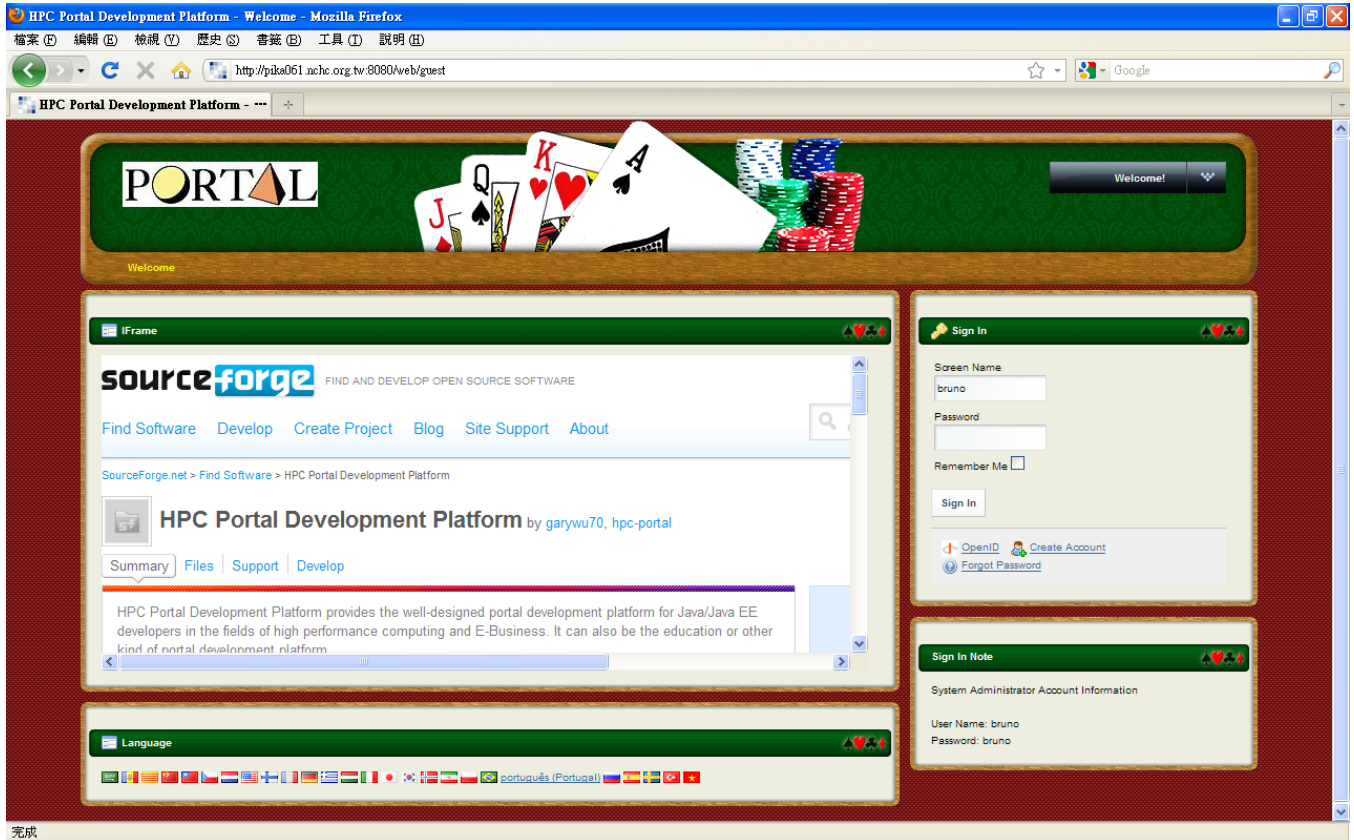 HPC Portal Development Platform - Welcome - Mozilla Firefox
檔案(F) 編輯(E) 檢視(V) 歷史(S) 書籤(B) 工具(T) 說明(H)
http://pika061.nchc.org.tw:8080/web/guest
Google
HPC Portal Development Platform - ...
PORTAL
J Q K A
Welcome!
Welcome
IFrame
sourceforge FIND AND DEVELOP OPEN SOURCE SOFTWARE
Find Software Develop Create Project Blog Site Support About
SourceForge.net > Find Software > HPC Portal Development Platform
sf
HPC Portal Development Platform by garywu70, hpc-portal
Summary Files Support Develop
HPC Portal Development Platform provides the well-designed portal development platform for Java/Java EE
developers in the fields of high performance computing and E-Business. It can also be the education or other
kind of portal development platform
Language
português (Portugal)
Sign In
Screen Name
bruno
Password
Remember Me
Sign In
OpenID Create Account
Forgot Password
Sign In Note
System Administrator Account Information
User Name: bruno
Password: bruno
完成